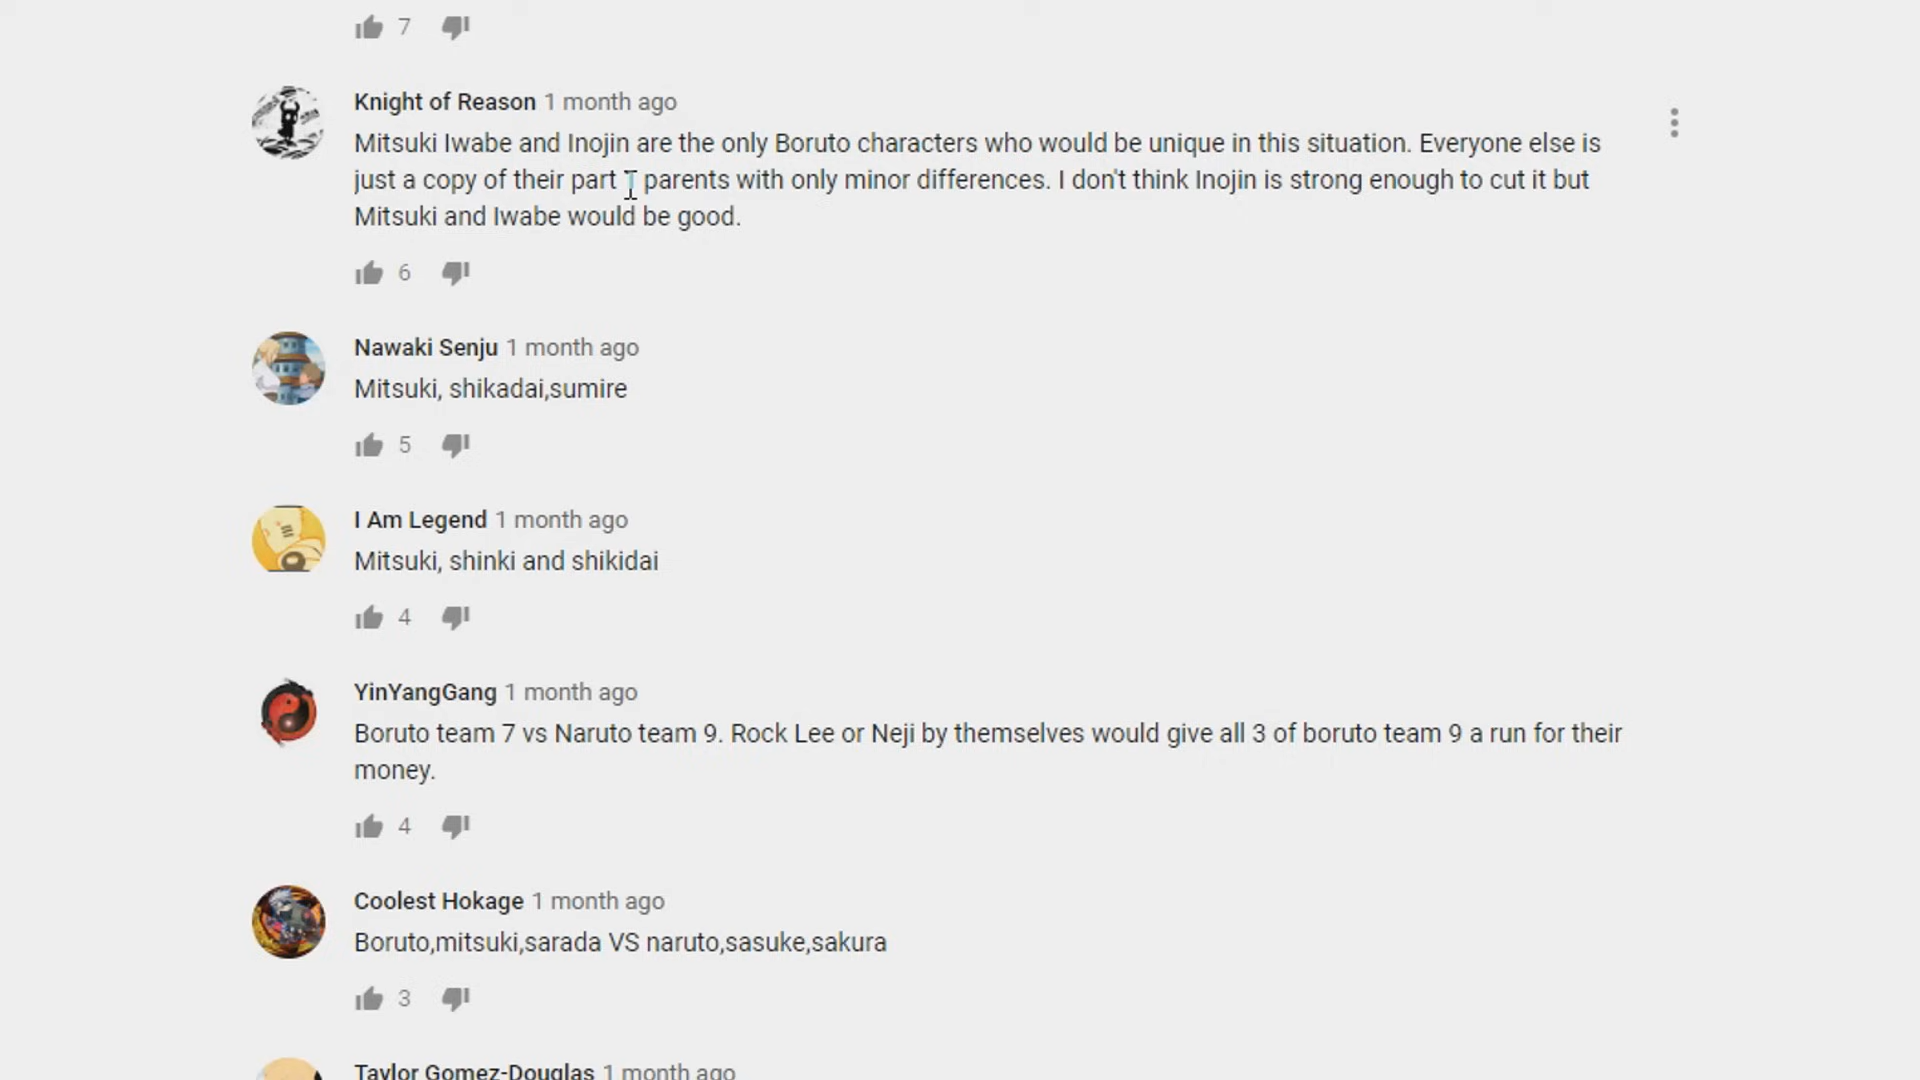 7
Knight of Reason 1 month ago
Mitsuki Iwabe and Inojin are the only Boruto characters who would be unique in this situation. Everyone else is
just a copy of their part 1 parents with only minor differences. I don't think Inojin is strong enough to cut it but
Mitsuki and Iwabe would be good.
6
Nawaki Senju 1 month ago
Mitsuki, shikadai,sumire
5
I Am Legend 1 month ago
Mitsuki, shinki and shikidai
4
YinYangGang 1 month ago
Boruto team 7 vs Naruto team 9. Rock Lee or Neji by themselves would give all 3 of boruto team 9 a run for their
money.
4
Coolest Hokage 1 month ago
Boruto,mitsuki,sarada VS naruto,sasuke,sakura
3
Taylor Gomez-Douglas 1 month ago